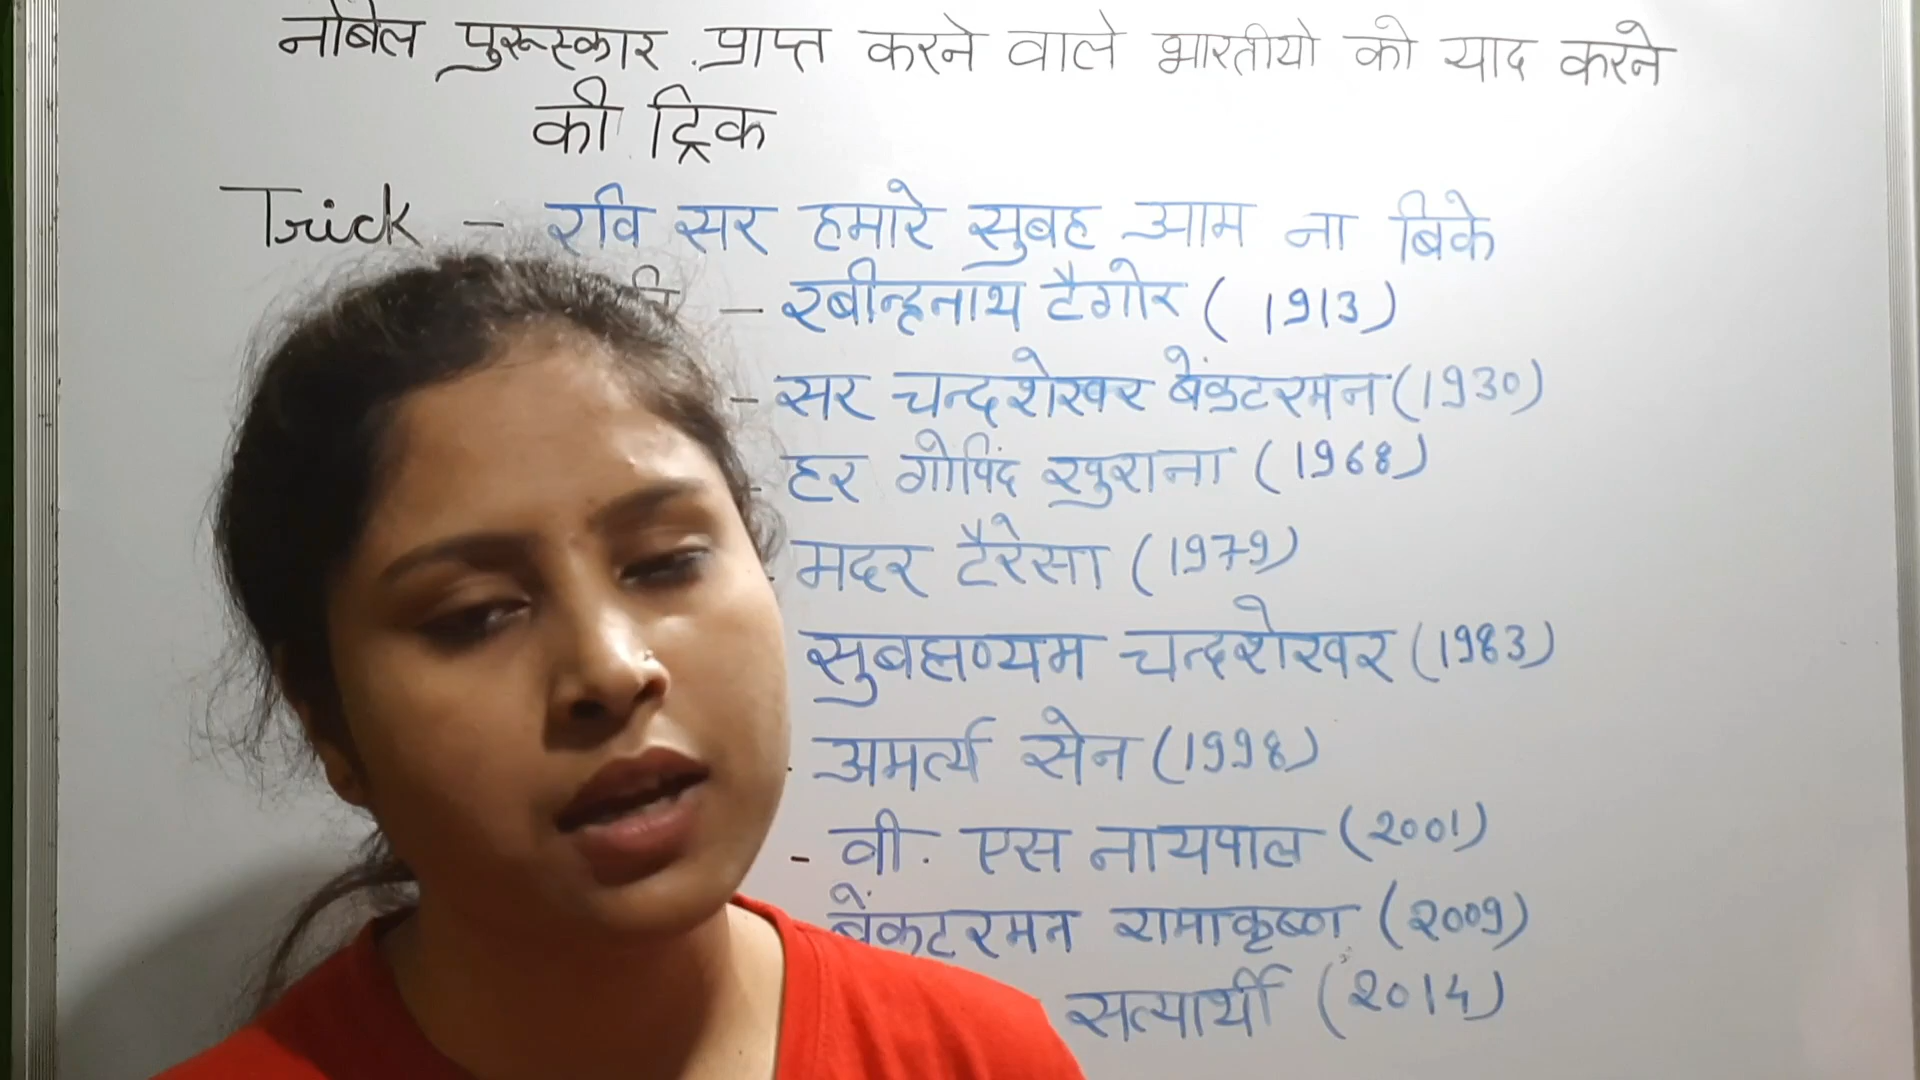 नोबेल पुरूस्कार प्राप्त करने वाले भारतीयो को याद करने
की ट्रिक
Trick - रवि सर हमारे सुबह आम ना बिके
- रबीन्द्रनाथ टैगोर (1913)
- सर चन्द्रशेखर बेंकटरमन (1930)
- हर गोविंद खुराना (1968)
मदर टैरेसा (1979)
सुबह्मण्यम चन्द्रशेखर (1983)
अमर्त्य सेन (1998)
- वी. एस नायपाल (2001)
बेंकटरमन रामाकृष्ण (2009)
सत्यार्थी (2014)